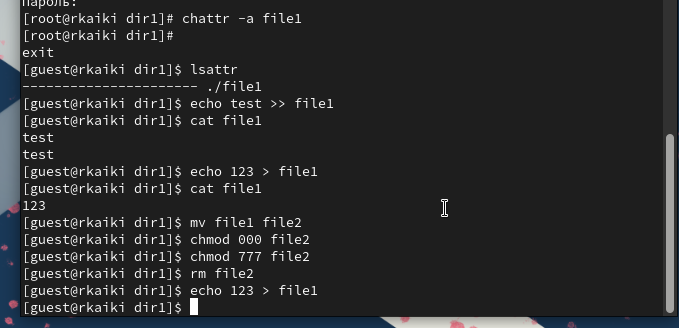 пароль:
[root@rkaiki dir1]# chattr -a file1
[root@rkaiki dir1]#
exit
[guest@rkaiki dir1]$ lsattr
---------------------- ./file1
[guest@rkaiki dir1]$ echo test >> file1
[guest@rkaiki dir1]$ cat file1
test
test
[guest@rkaiki dir1]$ echo 123 > file1
[guest@rkaiki dir1]$ cat file1
123
[guest@rkaiki dir1]$ mv file1 file2
[guest@rkaiki dir1]$ chmod 000 file2
[guest@rkaiki dir1]$ chmod 777 file2
[guest@rkaiki dir1]$ rm file2
[guest@rkaiki dir1]$ echo 123 > file1
[guest@rkaiki dir1]$